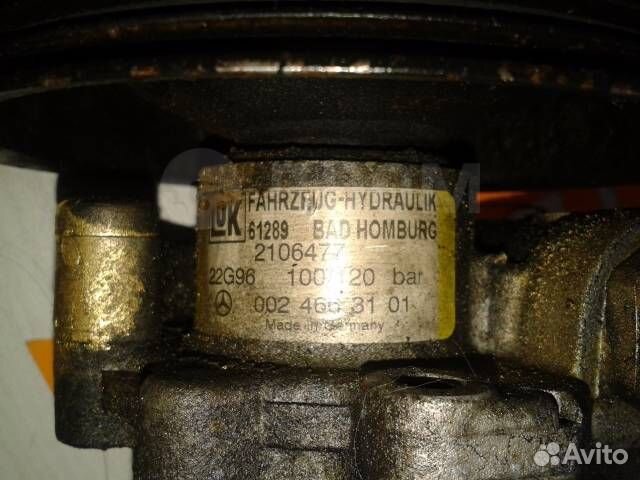 LUK FAHRZEUG-HYDRAULIK
61289 BAD HOMBURG
2106477
22G96 100/120 bar
002 466 31 01
Made in Germany
Avito